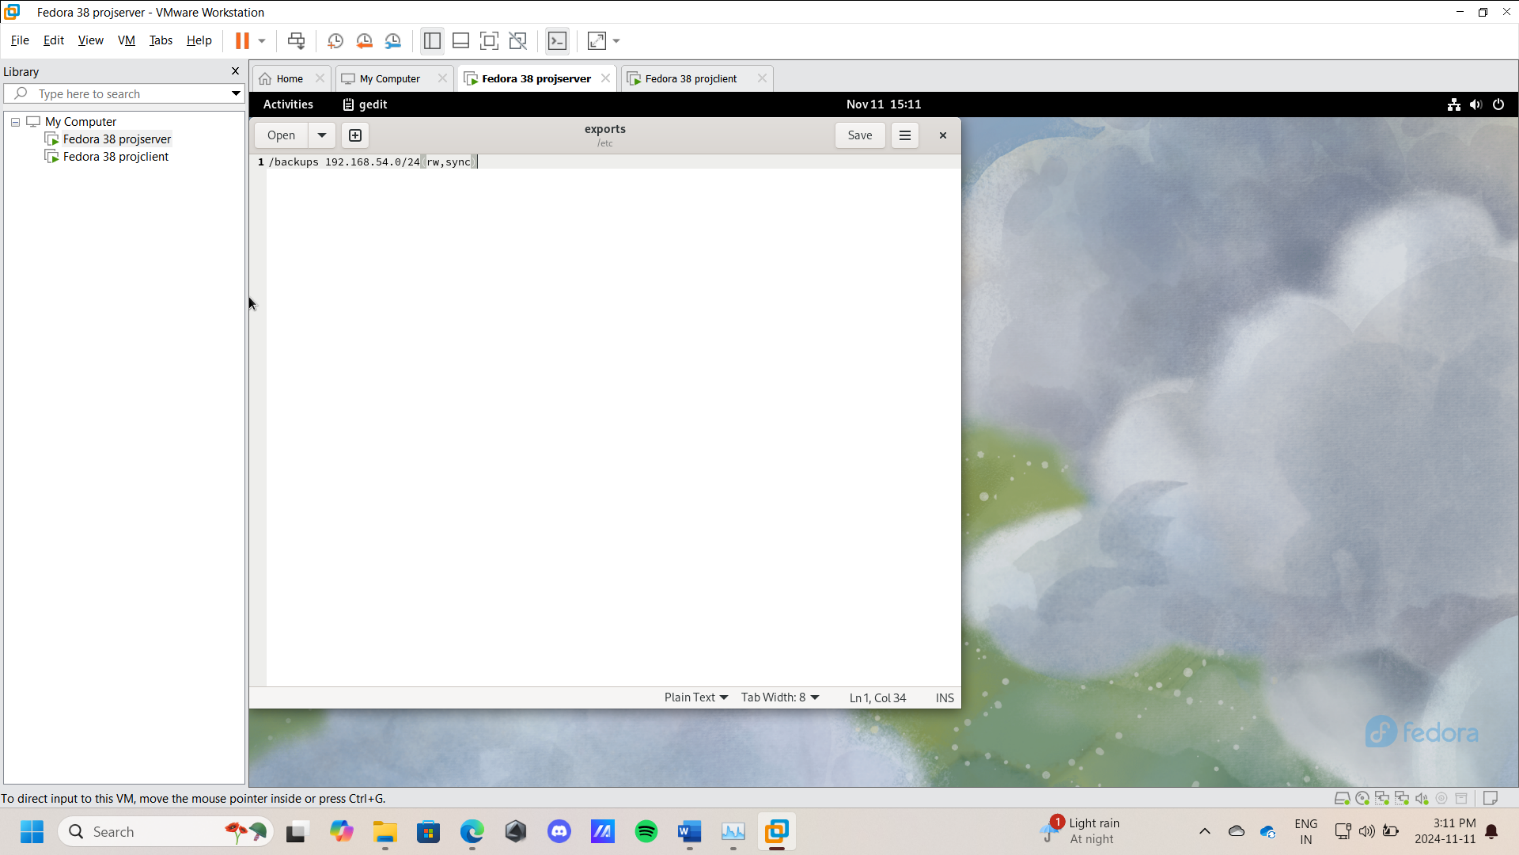 Fedora 38 projserver - VMware Workstation
File Edit View VM Tabs Help
Library
Type here to search
My Computer
Fedora 38 projserver
Fedora 38 projclient
Home
My Computer
Fedora 38 projserver
Fedora 38 projclient
Activities
gedit
Nov 11 15:11
Open
exports
/etc
Save
1 /backups 192.168.54.0/24(rw,sync)
Plain Text
Tab Width: 8
Ln 1, Col 34
INS
fedora
To direct input to this VM, move the mouse pointer inside or press Ctrl+G.
Search
1
Light rain
At night
ENG
IN
3:11 PM
2024-11-11